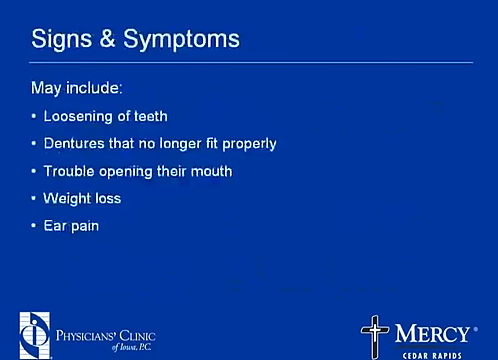 Signs & Symptoms
May include:
• Loosening of teeth
• Dentures that no longer fit properly
• Trouble opening their mouth
• Weight loss
• Ear pain
PHYSICIANS' CLINIC
of Iowa, P.C.
MERCY®
CEDAR RAPIDS